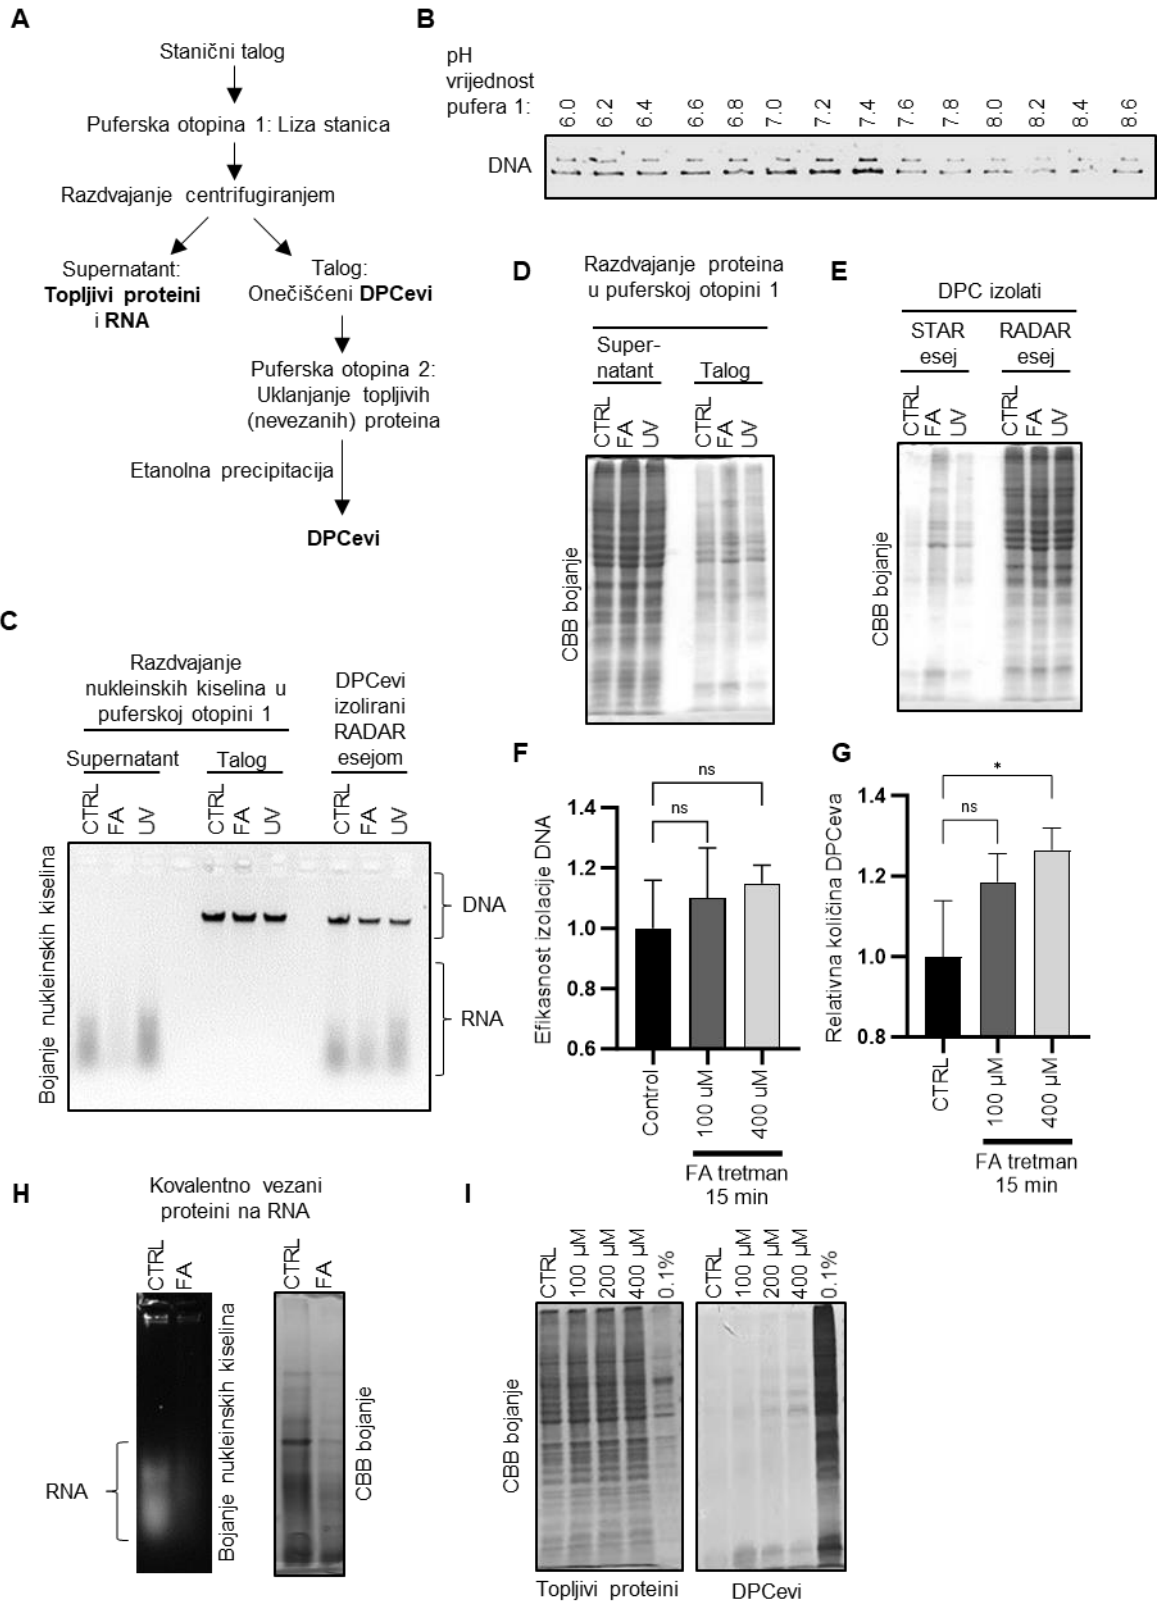 A
Stanični talog
Puferska otopina 1: Liza stanica
Razdvajanje centrifugiranjem
Supernatant:
Topljivi proteini
i RNA
Talog:
Onečišćeni DPCevi
Puferska otopina 2:
Uklanjanje topljivih
(nevezanih) proteina
Etanolna precipitacija
DPCevi
B
pH
vrijednost
pufera 1:
6.0 6.2 6.4 6.6 6.8 7.0 7.2 7.4 7.6 7.8 8.0 8.2 8.4 8.6
DNA
C
Razdvajanje
nukleinskih kiselina u
puferskoj otopini 1
DPCevi
izolirani
RADAR
esejom
Supernatant
Talog
CTRL FA UV CTRL FA UV CTRL FA UV
Bojanje nukleinskih kiselina
DNA
RNA
D
Razdvajanje proteina
u puferskoj otopini 1
Super-
natant
Talog
CTRL FA UV CTRL FA UV
CBB bojanje
E
DPC izolati
STAR
esej
RADAR
esej
CTRL FA UV CTRL FA UV
CBB bojanje
F
ns
ns
Efikasnost izolacije DNA
1.4
1.2
1.0
0.8
0.6
Control 100 uM 400 uM
FA tretman
15 min
G
*
ns
Relativna količina DPCeva
1.4
1.2
1.0
0.8
CTRL 100 µM 400 µM
FA tretman
15 min
H
Kovalentno vezani
proteini na RNA
CTRL FA
RNA
Bojanje nukleinskih kiselina
CTRL FA
CBB bojanje
I
CTRL 100 µM 200 µM 400 µM 0.1%
CTRL 100 µM 200 µM 400 µM 0.1%
CBB bojanje
Topljivi proteini
DPCevi